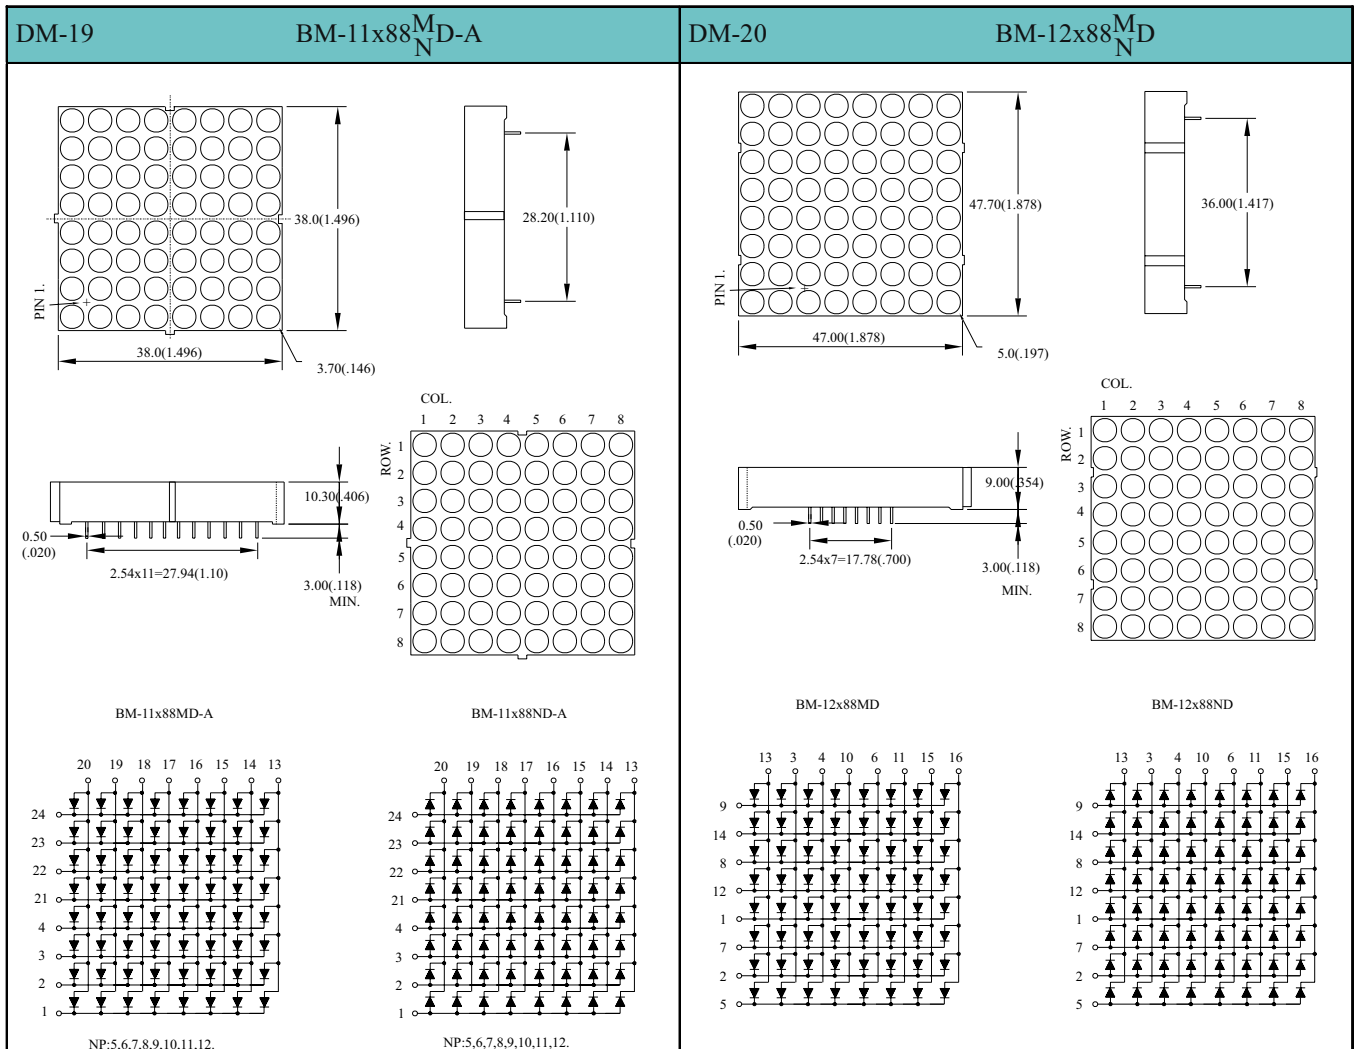 DM-19 BM-11x88MND-A
DM-20 BM-12x88MND
38.0(1.496)
28.20(1.110)
PIN 1.
38.0(1.496)
3.70(.146)
47.70(1.878)
36.00(1.417)
PIN 1.
47.00(1.878)
5.0(.197)
COL.
1 2 3 4 5 6 7 8
ROW.
1
2
3
4
5
6
7
8
10.30(.406)
0.50
(.020)
2.54x11=27.94(1.10)
3.00(.118)
MIN.
COL.
1 2 3 4 5 6 7 8
ROW.
1
2
3
4
5
6
7
8
9.00(.354)
0.50
(.020)
2.54x7=17.78(.700)
3.00(.118)
MIN.
BM-11x88MD-A
20 19 18 17 16 15 14 13
24
23
22
21
4
3
2
1
NP:5,6,7,8,9,10,11,12.
BM-11x88ND-A
20 19 18 17 16 15 14 13
24
23
22
21
4
3
2
1
NP:5,6,7,8,9,10,11,12.
BM-12x88MD
13 3 4 10 6 11 15 16
9
14
8
12
1
7
2
5
BM-12x88ND
13 3 4 10 6 11 15 16
9
14
8
12
1
7
2
5